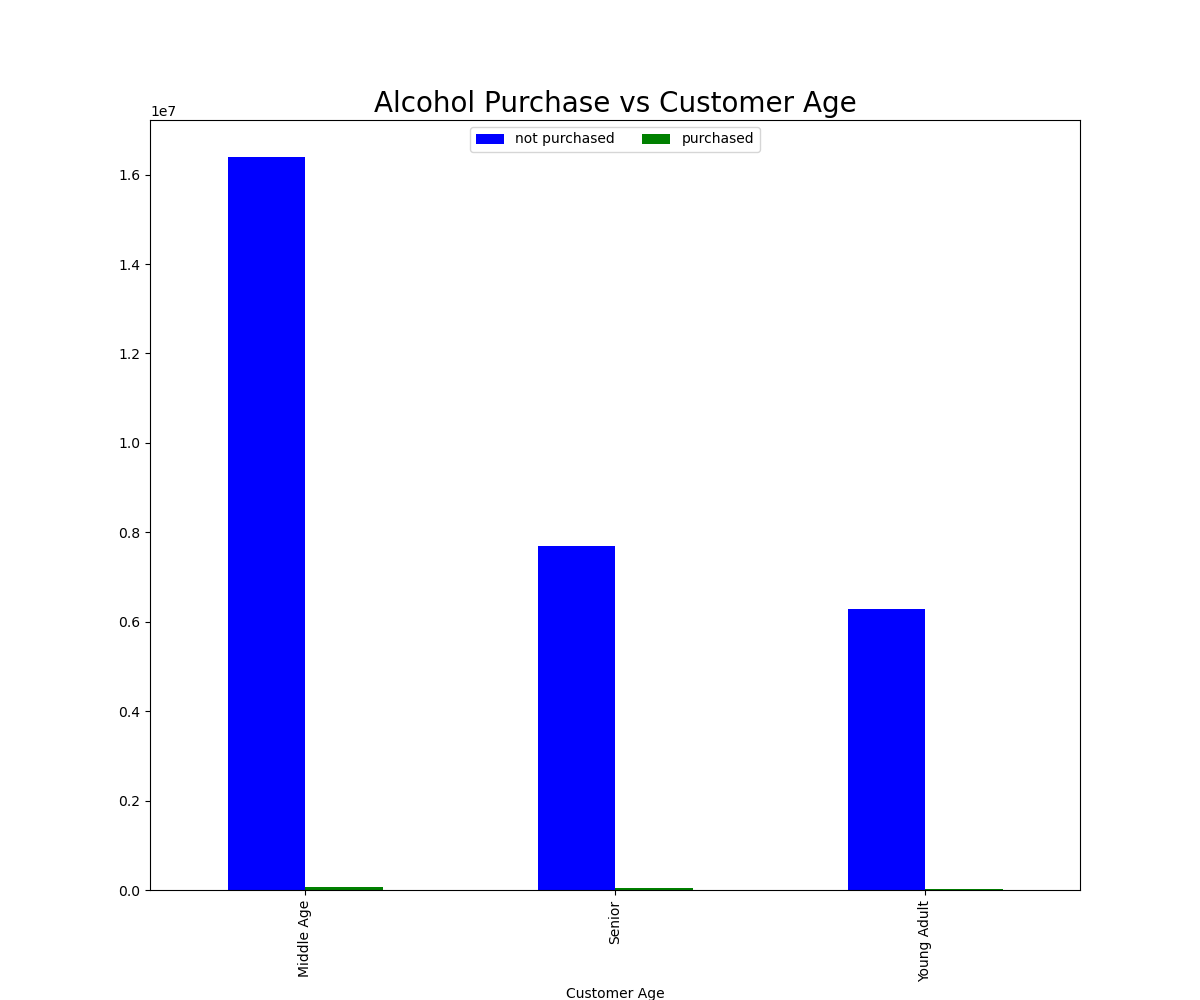 Alcohol Purchase vs Customer Age
1e7
not purchased purchased
1.6
1.4
1.2
1.0
0.8
0.6
0.4
0.2
0.0
Middle Age
Senior
Young Adult
Customer Age